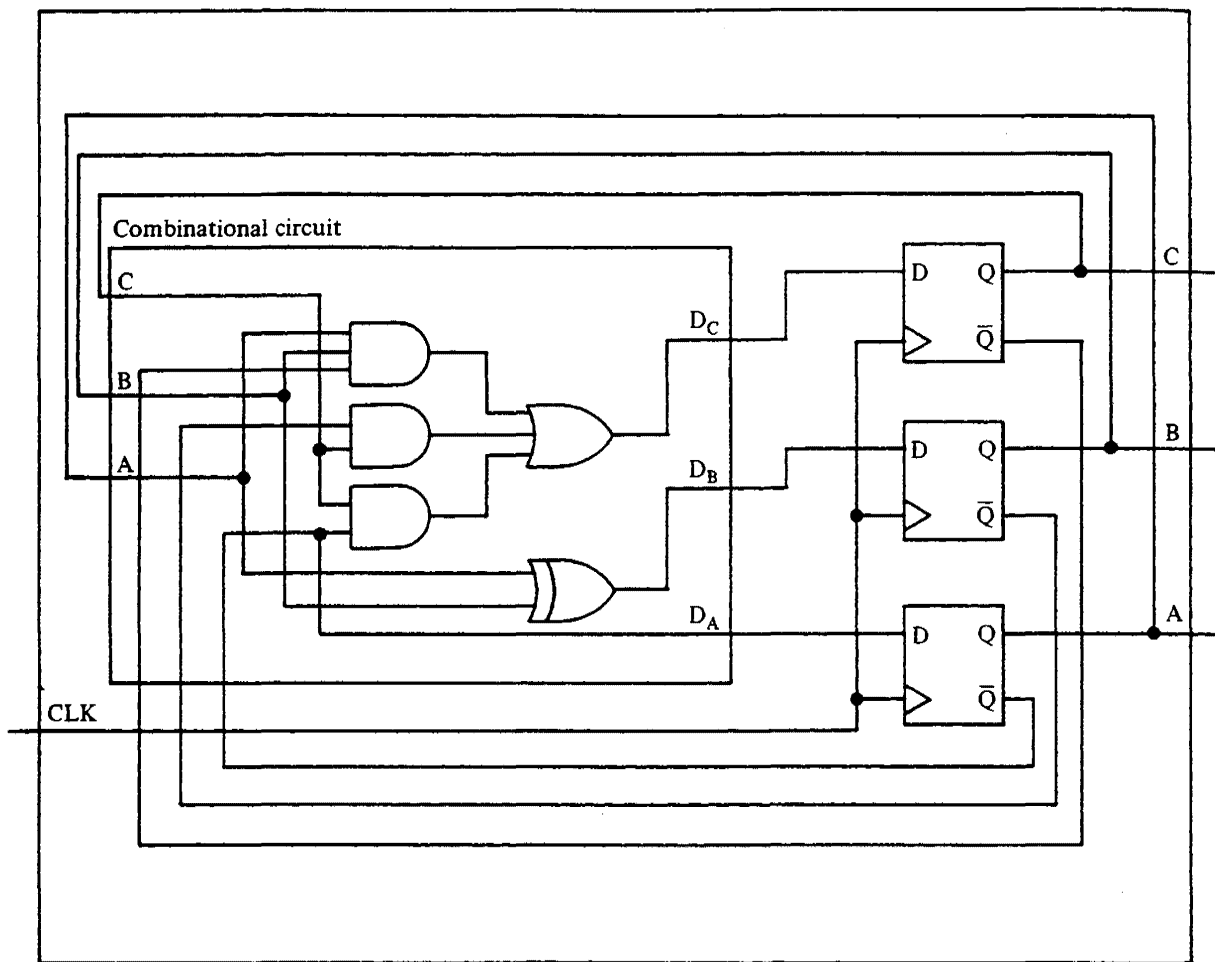 Combinational circuit
C
D_C
D Q
C
Q̅
B
A
D_B
D Q
B
Q̅
D_A
D Q
A
Q̅
CLK